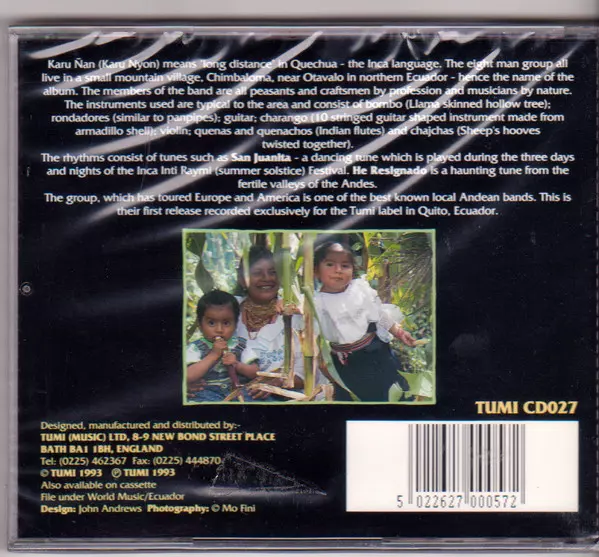 Karu Ñan (Karu Nyon) means 'long distance' in Quechua - the Inca language. The eight man group all
live in a small mountain village, Chimbaloma, near Otavalo in northern Ecuador - hence the name of the
album. The members of the band are all peasants and craftsmen by profession and musicians by nature.
The instruments used are typical to the area and consist of bombo (Llama skinned hollow tree);
rondadores (similar to panpipes); guitar; charango (10 stringed guitar shaped instrument made from
armadillo shell); violin; quenas and quenachos (Indian flutes) and chajchas (Sheep's hooves
twisted together).
The rhythms consist of tunes such as San Juanita - a dancing tune which is played during the three days
and nights of the Inca Inti Raymi (summer solstice) Festival. He Resignado is a haunting tune from the
fertile valleys of the Andes.
The group, which has toured Europe and America is one of the best known local Andean bands. This is
their first release recorded exclusively for the Tumi label in Quito, Ecuador.
TUMI CD027
Designed, manufactured and distributed by:-
TUMI (MUSIC) LTD, 8-9 NEW BOND STREET PLACE
BATH BA1 1BH, ENGLAND
Tel: (0225) 462367 Fax: (0225) 444870
© TUMI 1993 ℗ TUMI 1993
Also available on cassette
File under World Music/Ecuador
Design: John Andrews Photography: © Mo Fini
5 022627 000572